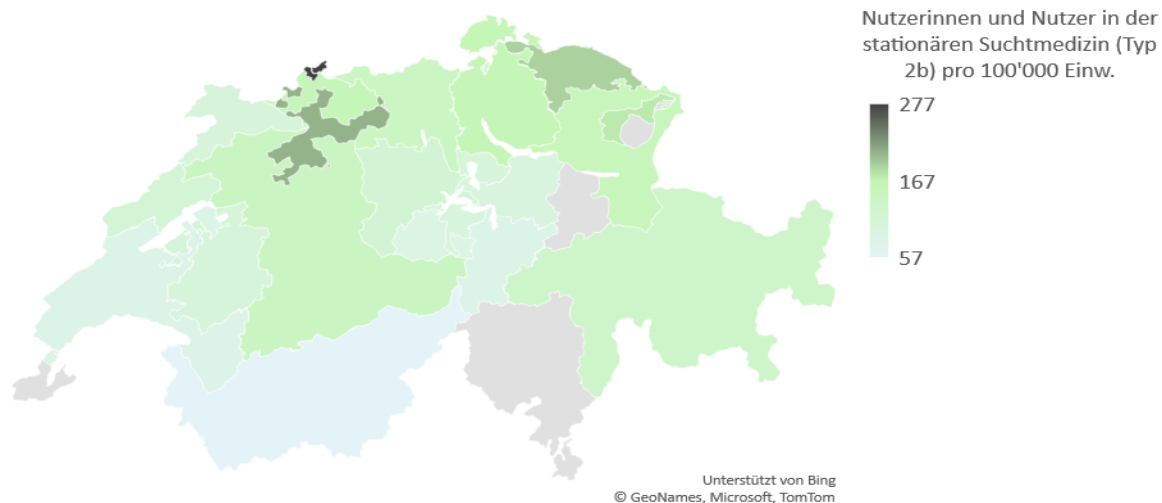 Nutzerinnen und Nutzer in der
stationären Suchtmedizin (Typ
2b) pro 100'000 Einw.
277
167
57
Unterstützt von Bing
© GeoNames, Microsoft, TomTom